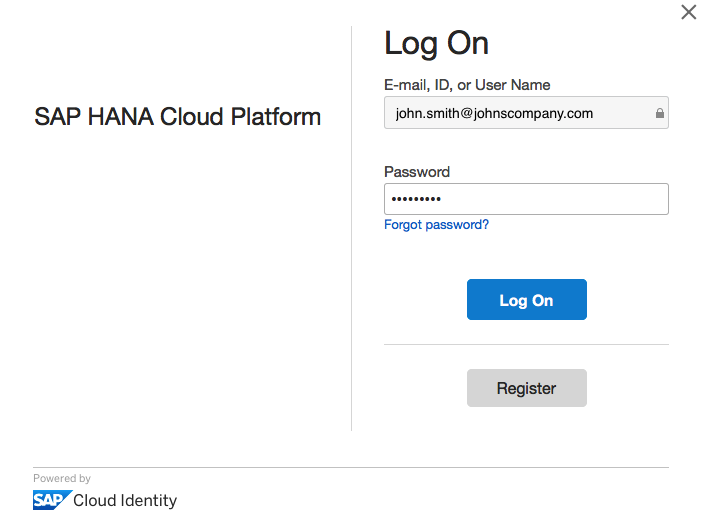 SAP HANA Cloud Platform
Log On
E-mail, ID, or User Name
john.smith@johnscompany.com
Password
•••••••••
Forgot password?
Log On
Register
Powered by
SAP Cloud Identity